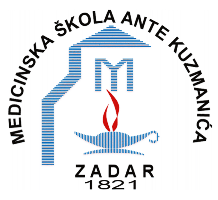 MEDICINSKA ŠKOLA ANTE KUZMANIĆA
M
ZADAR
1821